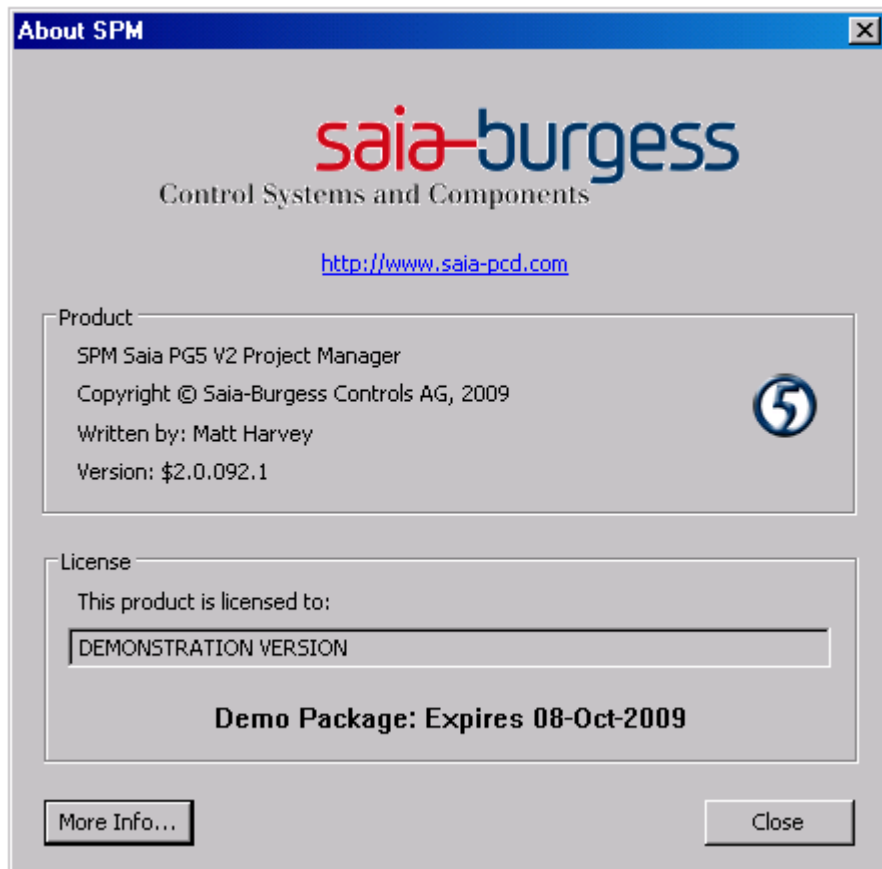 About SPM
saia-burgess
Control Systems and Components
http://www.saia-pcd.com
Product
SPM Saia PG5 V2 Project Manager
Copyright © Saia-Burgess Controls AG, 2009
5
Written by: Matt Harvey
Version: $2.0.092.1
License
This product is licensed to:
DEMONSTRATION VERSION
Demo Package: Expires 08-Oct-2009
More Info...
Close